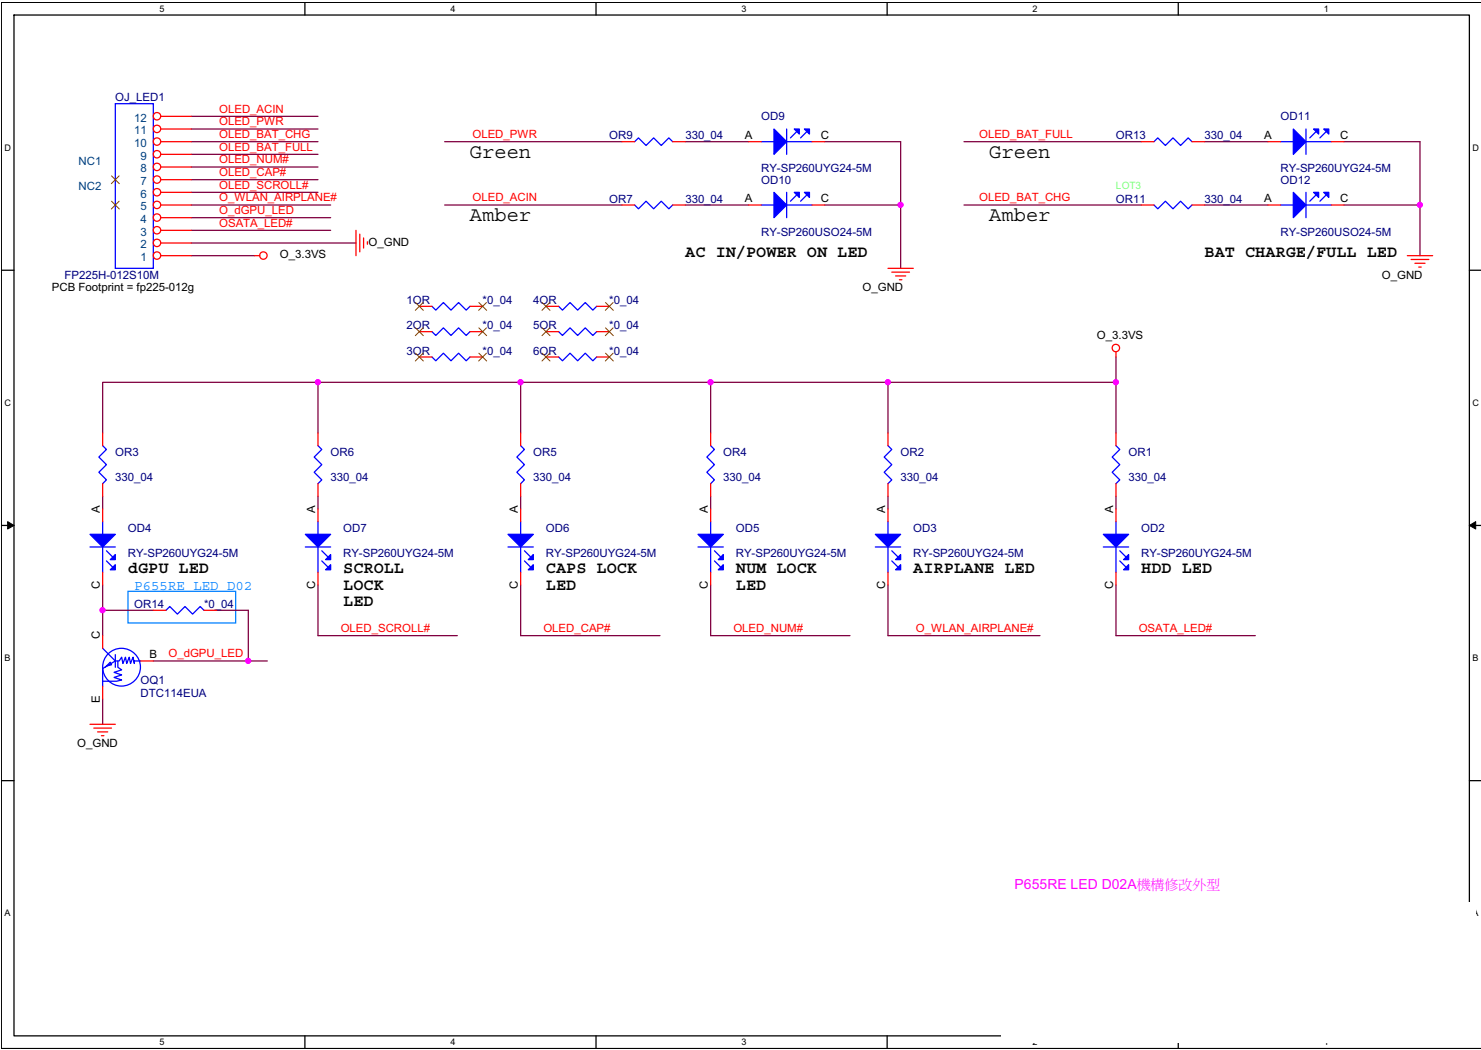 5 4 3 2 1
D D
C C
B B
A
OJ_LED1
12 OLED_ACIN
11 OLED_PWR
10 OLED_BAT_CHG
9 OLED_BAT_FULL
8 OLED_NUM#
7 OLED_CAP#
6 OLED_SCROLL#
5 O_WLAN_AIRPLANE#
4 O_dGPU_LED
3 OSATA_LED#
2 O_GND
1 O_3.3VS
NC1
NC2
FP225H-012S10M
PCB Footprint = fp225-012g
OLED_PWR OR9 330_04 A OD9 C
Green
RY-SP260UYG24-5M
OLED_ACIN OR7 330_04 A OD10 C
Amber
RY-SP260USO24-5M
AC IN/POWER ON LED
O_GND
OLED_BAT_FULL OR13 330_04 A OD11 C
Green
RY-SP260UYG24-5M
LOT3
OLED_BAT_CHG OR11 330_04 A OD12 C
Amber
RY-SP260USO24-5M
BAT CHARGE/FULL LED
O_GND
1OR *0_04 4OR *0_04
2OR *0_04 5OR *0_04
3OR *0_04 6OR *0_04
O_3.3VS
OR3
330_04
A
OD4
RY-SP260UYG24-5M
dGPU LED
C
P655RE_LED_D02
OR14 *0_04
C
B O_dGPU_LED
OQ1
DTC114EUA
E
O_GND
OR6
330_04
A
OD7
RY-SP260UYG24-5M
SCROLL
LOCK
LED
C
OLED_SCROLL#
OR5
330_04
A
OD6
RY-SP260UYG24-5M
CAPS LOCK
LED
C
OLED_CAP#
OR4
330_04
A
OD5
RY-SP260UYG24-5M
NUM LOCK
LED
C
OLED_NUM#
OR2
330_04
A
OD3
RY-SP260UYG24-5M
AIRPLANE LED
C
O_WLAN_AIRPLANE#
OR1
330_04
A
OD2
RY-SP260UYG24-5M
HDD LED
C
OSATA_LED#
P655RE LED D02A機構修改外型
5 4 3